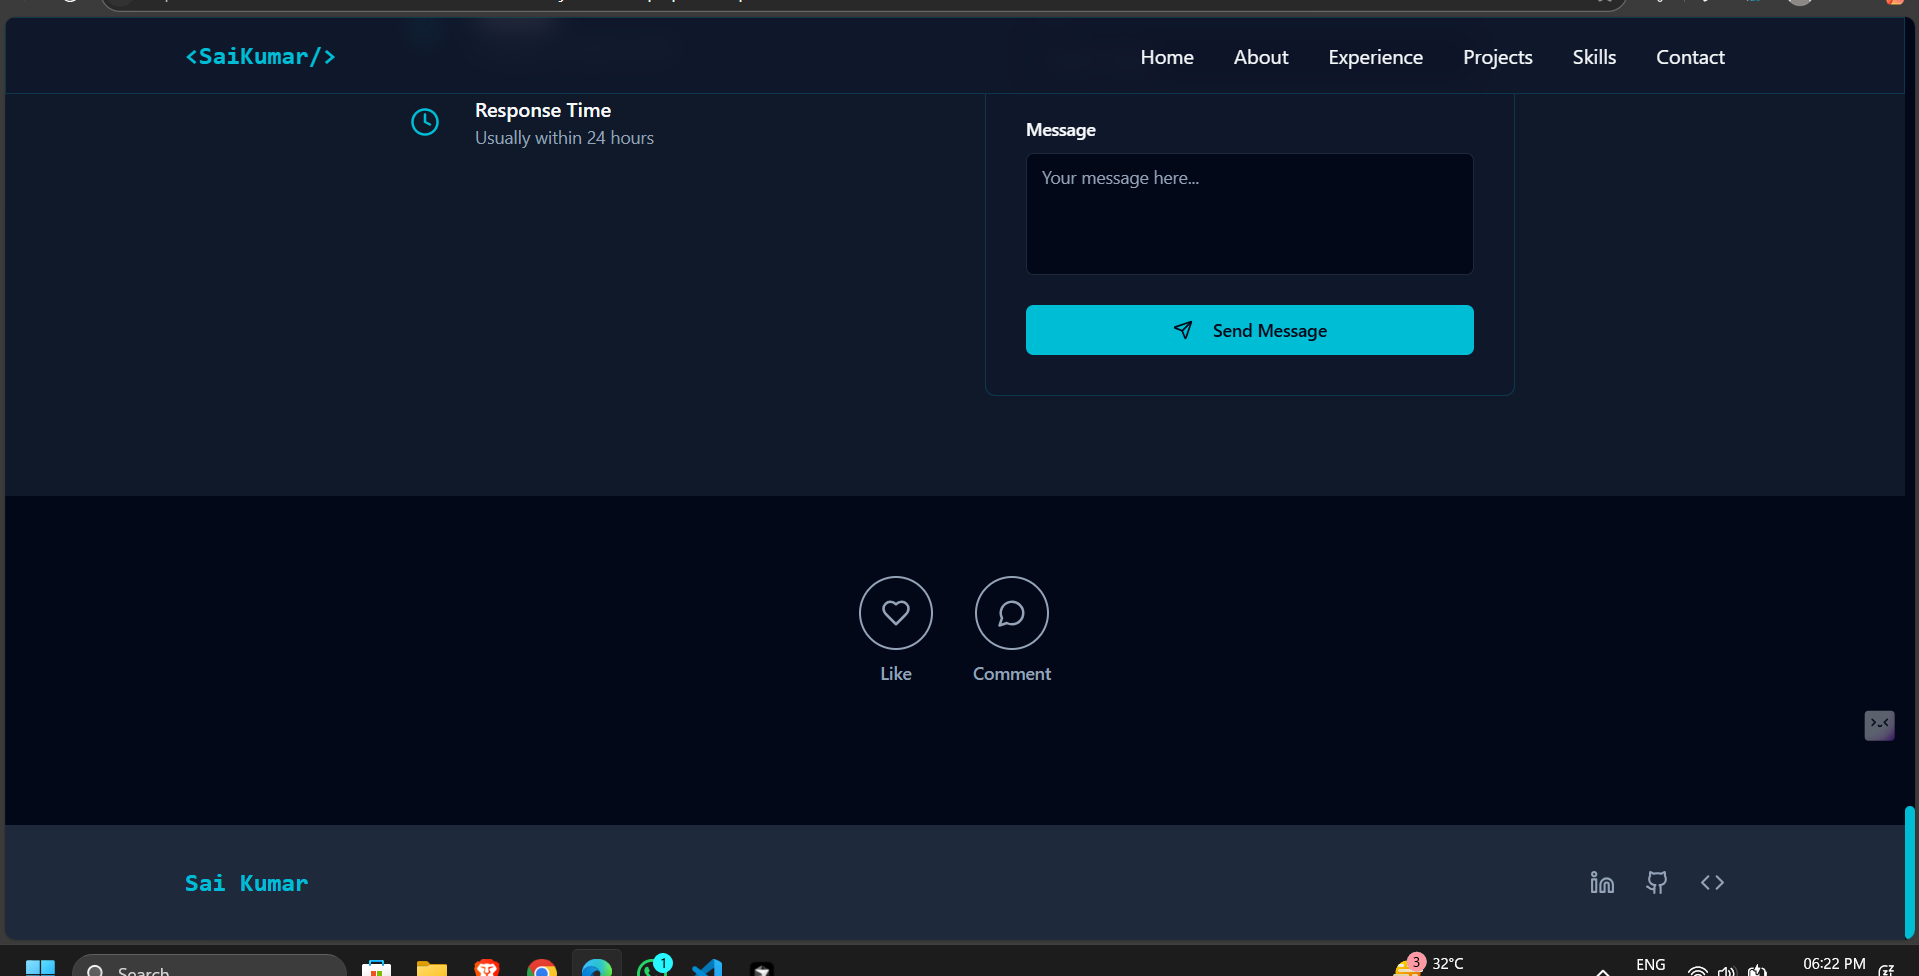 <SaiKumar/>
Home About Experience Projects Skills Contact
Response Time
Usually within 24 hours
Message
Your message here...
Send Message
Like
Comment
>_<
Sai Kumar
Search
1
3
32°C
ENG
06:22 PM